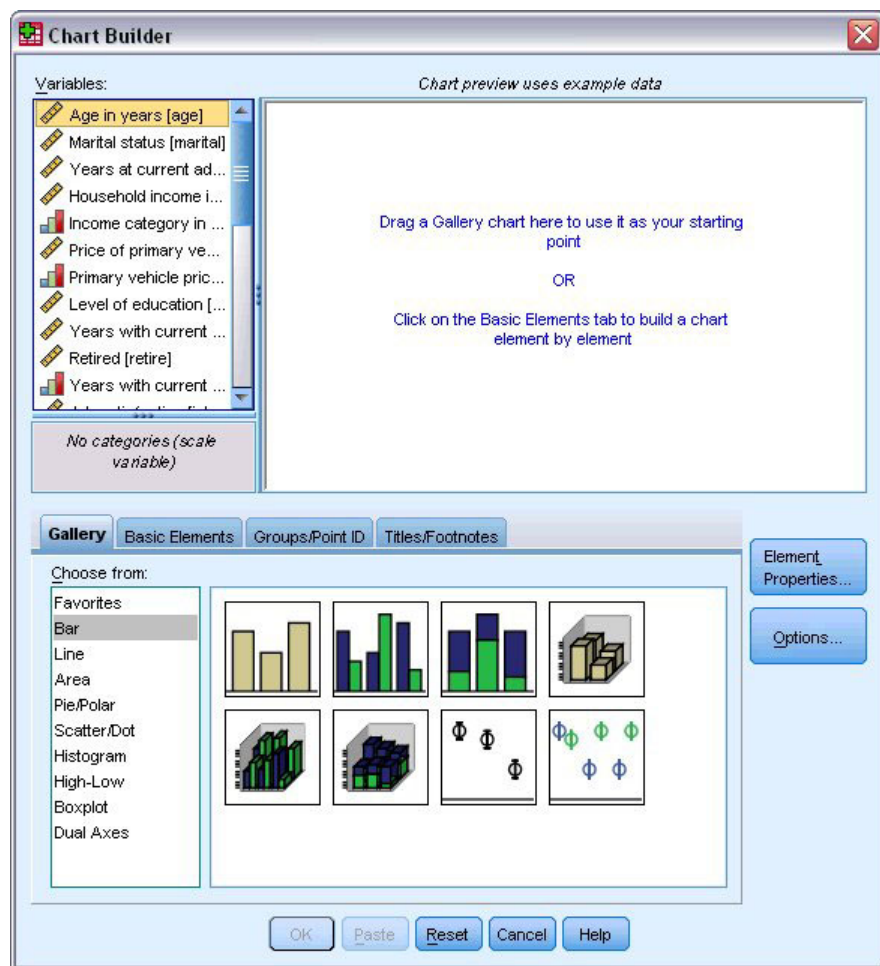 Chart Builder
Variables:
Chart preview uses example data
Age in years [age]
Marital status [marital]
Years at current ad...
Household income i...
Income category in ...
Price of primary ve...
Primary vehicle pric...
Level of education [...
Years with current ...
Retired [retire]
Years with current ...
No categories (scale
variable)
Drag a Gallery chart here to use it as your starting
point
OR
Click on the Basic Elements tab to build a chart
element by element
Gallery
Basic Elements
Groups/Point ID
Titles/Footnotes
Choose from:
Favorites
Bar
Line
Area
Pie/Polar
Scatter/Dot
Histogram
High-Low
Boxplot
Dual Axes
Element
Properties...
Options...
OK
Paste
Reset
Cancel
Help